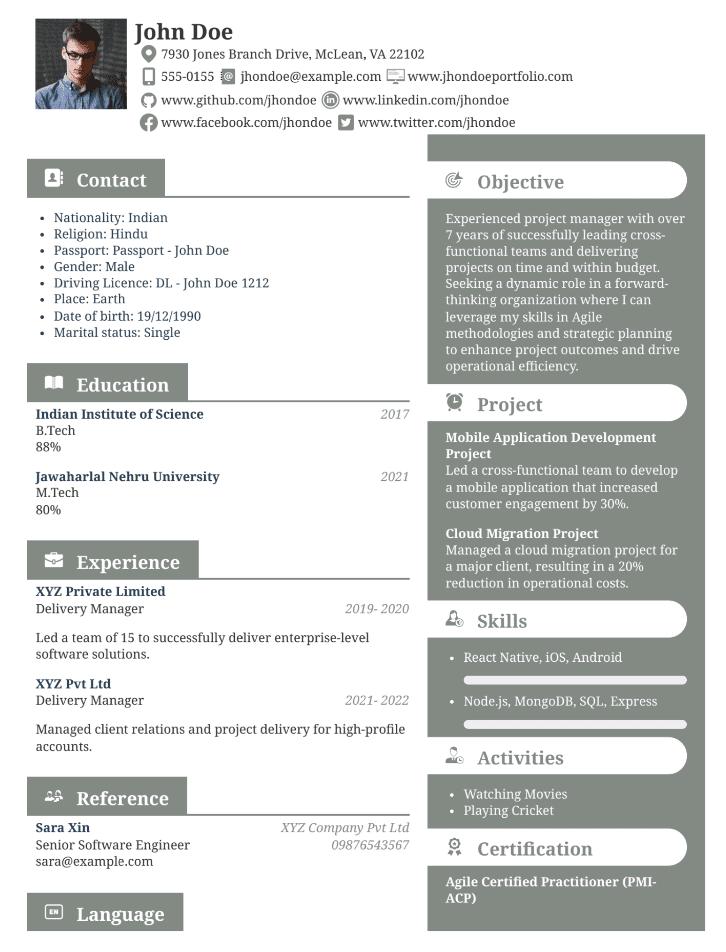 John Doe
7930 Jones Branch Drive, McLean, VA 22102
555-0155 jhondoe@example.com www.jhondoeportfolio.com
www.github.com/jhondoe www.linkedin.com/jhondoe
www.facebook.com/jhondoe www.twitter.com/jhondoe
Contact
Nationality: Indian
Religion: Hindu
Passport: Passport - John Doe
Gender: Male
Driving Licence: DL - John Doe 1212
Place: Earth
Date of birth: 19/12/1990
Marital status: Single
Education
Indian Institute of Science 2017
B.Tech
88%
Jawaharlal Nehru University 2021
M.Tech
80%
Experience
XYZ Private Limited
Delivery Manager 2019- 2020
Led a team of 15 to successfully deliver enterprise-level
software solutions.
XYZ Pvt Ltd
Delivery Manager 2021- 2022
Managed client relations and project delivery for high-profile
accounts.
Reference
Sara Xin XYZ Company Pvt Ltd
Senior Software Engineer 09876543567
sara@example.com
EN Language
Objective
Experienced project manager with over
7 years of successfully leading cross-
functional teams and delivering
projects on time and within budget.
Seeking a dynamic role in a forward-
thinking organization where I can
leverage my skills in Agile
methodologies and strategic planning
to enhance project outcomes and drive
operational efficiency.
Project
Mobile Application Development
Project
Led a cross-functional team to develop
a mobile application that increased
customer engagement by 30%.
Cloud Migration Project
Managed a cloud migration project for
a major client, resulting in a 20%
reduction in operational costs.
Skills
React Native, iOS, Android
Node.js, MongoDB, SQL, Express
Activities
Watching Movies
Playing Cricket
Certification
Agile Certified Practitioner (PMI-
ACP)